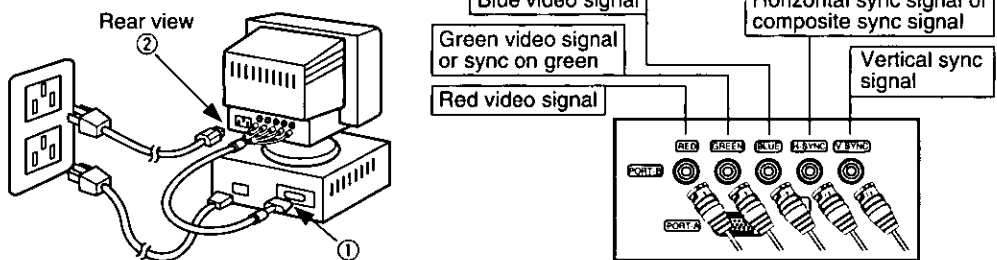 Rear view
②
①
Blue video signal
Horizontal sync signal or
composite sync signal
Green video signal
or sync on green
Vertical sync
signal
Red video signal
RED GREEN BLUE H.SYNC V.SYNC
PORT-B
PORT-A